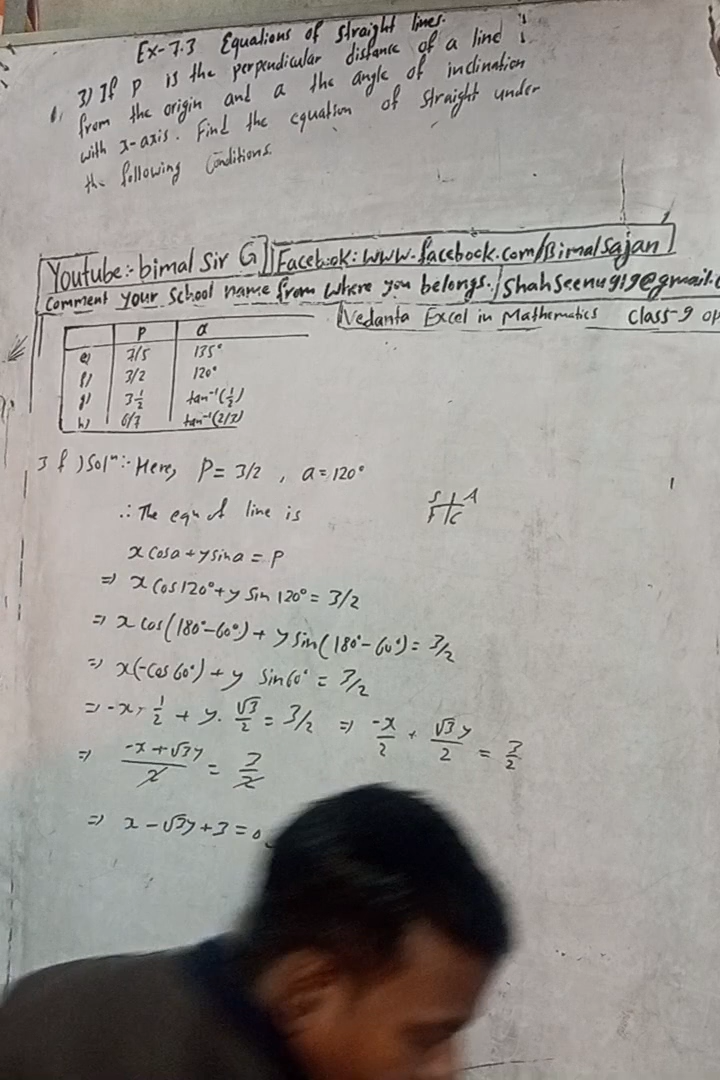 Ex-7.3 Equations of straight lines.
3) If P is the perpendicular distance of a line
from the origin and a the angle of inclination
with x-axis. Find the equation of straight under
the following Conditions.
Youtube:- bimal Sir G Facebook: www.facebook.com/BimalSajan
Comment your School name from where you belongs. / Shahseenu919@gmail.c
Vedanta Excel in Mathematics Class-9 op
P a
e) 7/5 135°
f) 3/2 120°
g) 3 1/2 tan⁻¹(1/2)
h) 6/7 tan⁻¹(2/3)
3 f) Solⁿ:- Here, P = 3/2 , a = 120°
∴ The eqn of line is
S A
T C
x cosa + y sina = P
⇒ x cos 120° + y sin 120° = 3/2
⇒ x cos(180°-60°) + y sin(180°-60°) = 3/2
⇒ x(-cos 60°) + y sin 60° = 3/2
⇒ -x · 1/2 + y · √3/2 = 3/2 ⇒ -x/2 + √3y/2 = 3/2
⇒ (-x + √3y)/2 = 3/2
⇒ x - √3y + 3 = 0